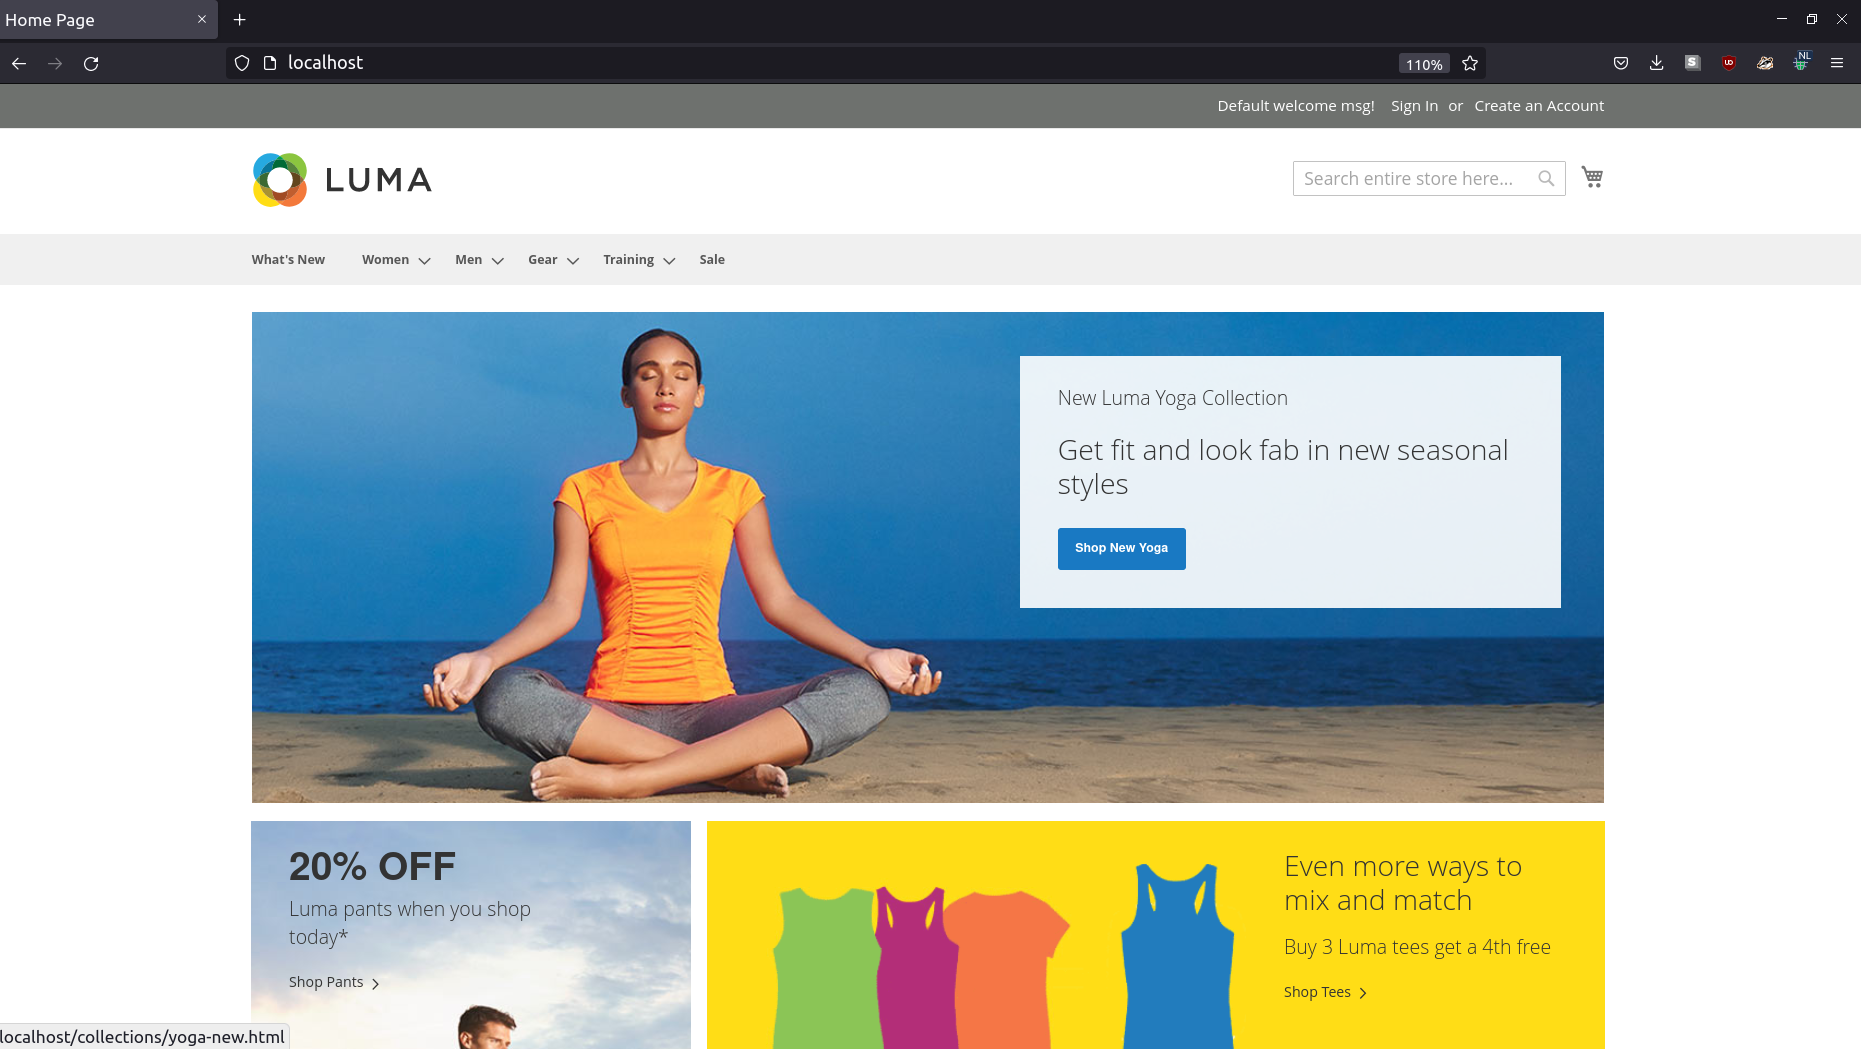 Home Page
localhost
110%
S
UD
NL
Default welcome msg! Sign In or Create an Account
LUMA
Search entire store here...
What's New Women Men Gear Training Sale
New Luma Yoga Collection
Get fit and look fab in new seasonal
styles
Shop New Yoga
20% OFF
Luma pants when you shop
today*
Shop Pants
Even more ways to
mix and match
Buy 3 Luma tees get a 4th free
Shop Tees
localhost/collections/yoga-new.html